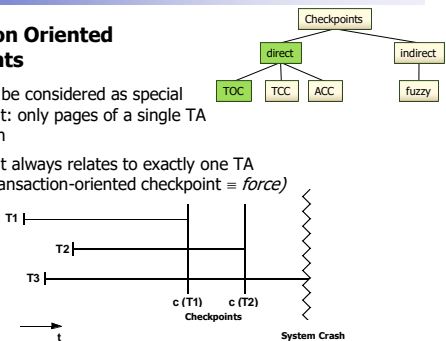 on Oriented
nts
be considered as special
t: only pages of a single TA
n
t always relates to exactly one TA
ansaction-oriented checkpoint ≡ force)
Checkpoints
direct
indirect
TOC
TCC
ACC
fuzzy
T1
T2
T3
c (T1)
c (T2)
Checkpoints
t
System Crash